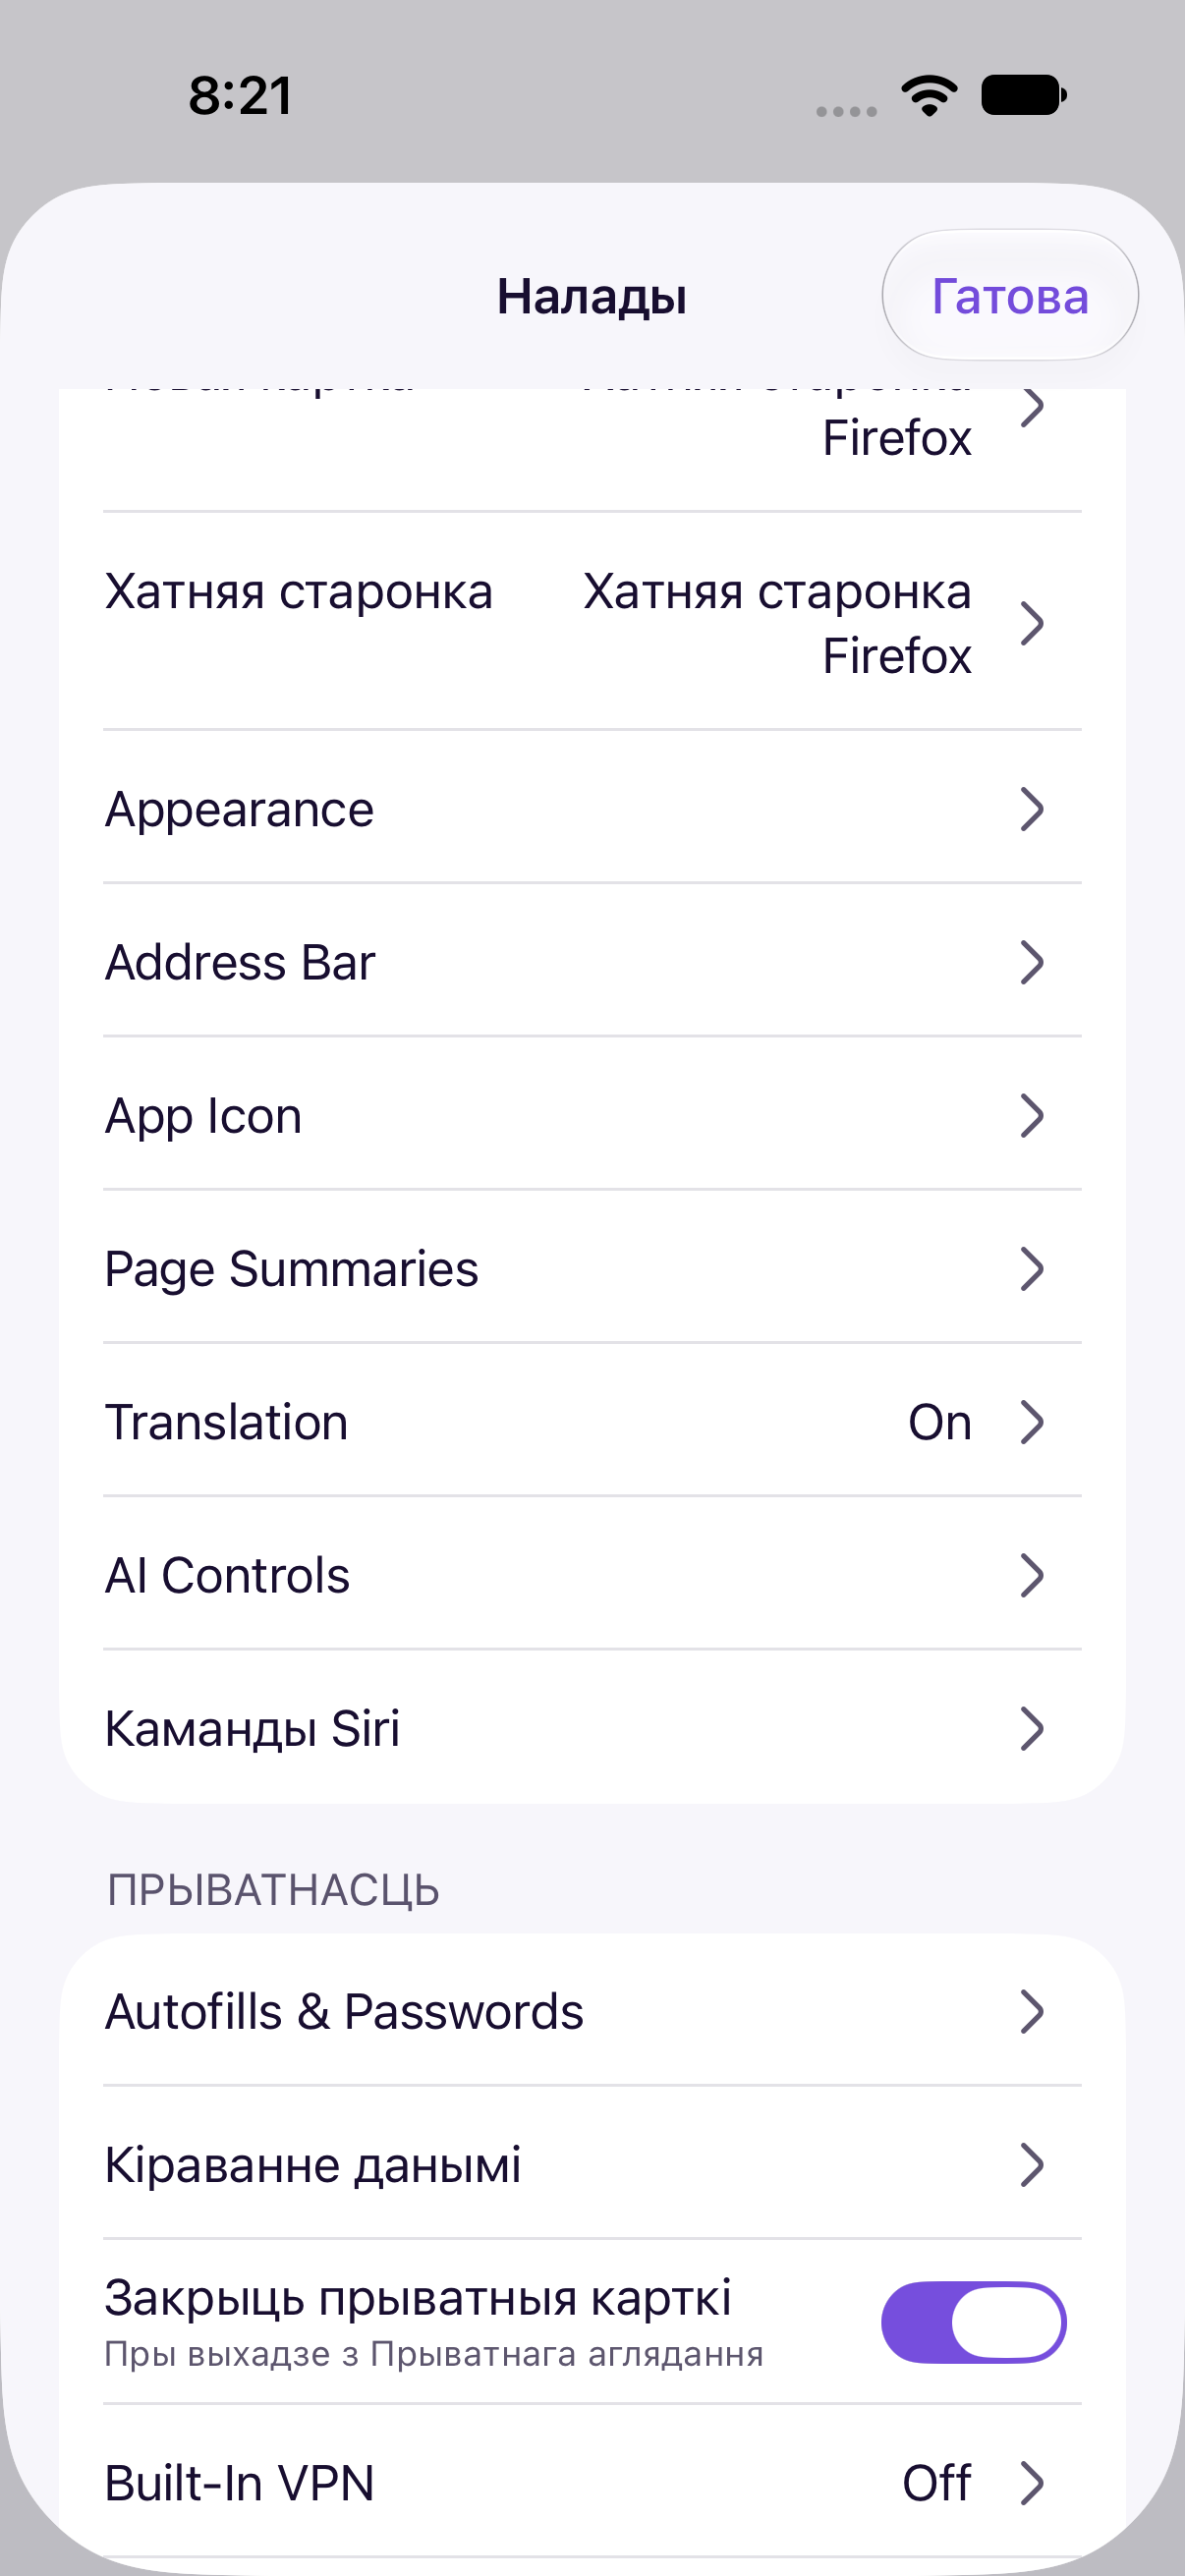 8:21
Налады
Гатова
Firefox
Хатняя старонка
Хатняя старонка
Firefox
Appearance
Address Bar
App Icon
Page Summaries
Translation
On
AI Controls
Каманды Siri
ПРЫВАТНАСЦЬ
Autofills & Passwords
Кіраванне данымі
Закрыць прыватныя карткі
Пры выхадзе з Прыватнага аглядання
Built-In VPN
Off